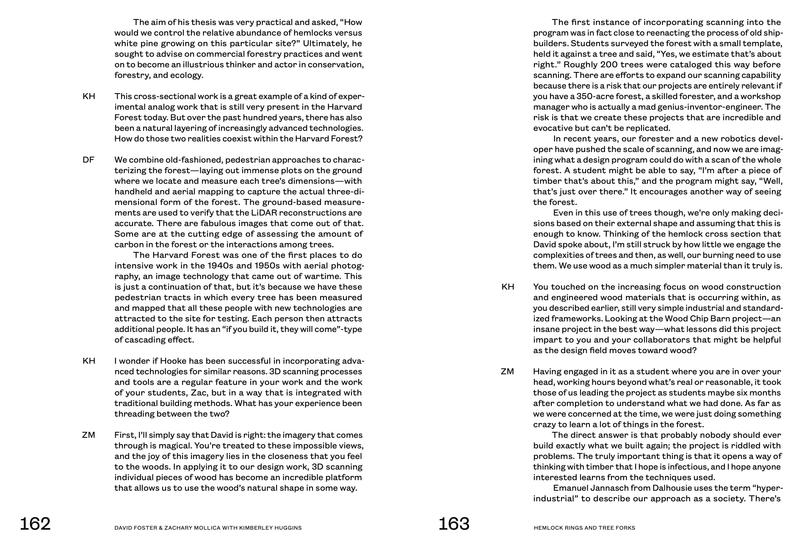 The aim of his thesis was very practical and asked, “How
would we control the relative abundance of hemlocks versus
white pine growing on this particular site?” Ultimately, he
sought to advise on commercial forestry practices and went
on to become an illustrious thinker and actor in conservation,
forestry, and ecology.
KH This cross-sectional work is a great example of a kind of exper-
imental analog work that is still very present in the Harvard
Forest today. But over the past hundred years, there has also
been a natural layering of increasingly advanced technologies.
How do those two realities coexist within the Harvard Forest?
DF We combine old-fashioned, pedestrian approaches to charac-
terizing the forest—laying out immense plots on the ground
where we locate and measure each tree’s dimensions—with
handheld and aerial mapping to capture the actual three-di-
mensional form of the forest. The ground-based measure-
ments are used to verify that the LiDAR reconstructions are
accurate. There are fabulous images that come out of that.
Some are at the cutting edge of assessing the amount of
carbon in the forest or the interactions among trees.
The Harvard Forest was one of the first places to do
intensive work in the 1940s and 1950s with aerial photog-
raphy, an image technology that came out of wartime. This
is just a continuation of that, but it’s because we have these
pedestrian tracts in which every tree has been measured
and mapped that all these people with new technologies are
attracted to the site for testing. Each person then attracts
additional people. It has an “if you build it, they will come”-type
of cascading effect.
KH I wonder if Hooke has been successful in incorporating adva-
nced technologies for similar reasons. 3D scanning processes
and tools are a regular feature in your work and the work
of your students, Zac, but in a way that is integrated with
traditional building methods. What has your experience been
threading between the two?
ZM First, I’ll simply say that David is right: the imagery that comes
through is magical. You’re treated to these impossible views,
and the joy of this imagery lies in the closeness that you feel
to the woods. In applying it to our design work, 3D scanning
individual pieces of wood has become an incredible platform
that allows us to use the wood’s natural shape in some way.
162 DAVID FOSTER & ZACHARY MOLLICA WITH KIMBERLEY HUGGINS
The first instance of incorporating scanning into the
program was in fact close to reenacting the process of old ship-
builders. Students surveyed the forest with a small template,
held it against a tree and said, “Yes, we estimate that’s about
right.” Roughly 200 trees were cataloged this way before
scanning. There are efforts to expand our scanning capability
because there is a risk that our projects are entirely relevant if
you have a 350-acre forest, a skilled forester, and a workshop
manager who is actually a mad genius-inventor-engineer. The
risk is that we create these projects that are incredible and
evocative but can’t be replicated.
In recent years, our forester and a new robotics devel-
oper have pushed the scale of scanning, and now we are imag-
ining what a design program could do with a scan of the whole
forest. A student might be able to say, “I’m after a piece of
timber that’s about this,” and the program might say, “Well,
that’s just over there.” It encourages another way of seeing
the forest.
Even in this use of trees though, we’re only making deci-
sions based on their external shape and assuming that this is
enough to know. Thinking of the hemlock cross section that
David spoke about, I’m still struck by how little we engage the
complexities of trees and then, as well, our burning need to use
them. We use wood as a much simpler material than it truly is.
KH You touched on the increasing focus on wood construction
and engineered wood materials that is occurring within, as
you described earlier, still very simple industrial and standard-
ized frameworks. Looking at the Wood Chip Barn project—an
insane project in the best way—what lessons did this project
impart to you and your collaborators that might be helpful
as the design field moves toward wood?
ZM Having engaged in it as a student where you are in over your
head, working hours beyond what’s real or reasonable, it took
those of us leading the project as students maybe six months
after completion to understand what we had done. As far as
we were concerned at the time, we were just doing something
crazy to learn a lot of things in the forest.
The direct answer is that probably nobody should ever
build exactly what we built again; the project is riddled with
problems. The truly important thing is that it opens a way of
thinking with timber that I hope is infectious, and I hope anyone
interested learns from the techniques used.
Emanuel Jannasch from Dalhousie uses the term “hyper-
industrial” to describe our approach as a society. There’s
163 HEMLOCK RINGS AND TREE FORKS